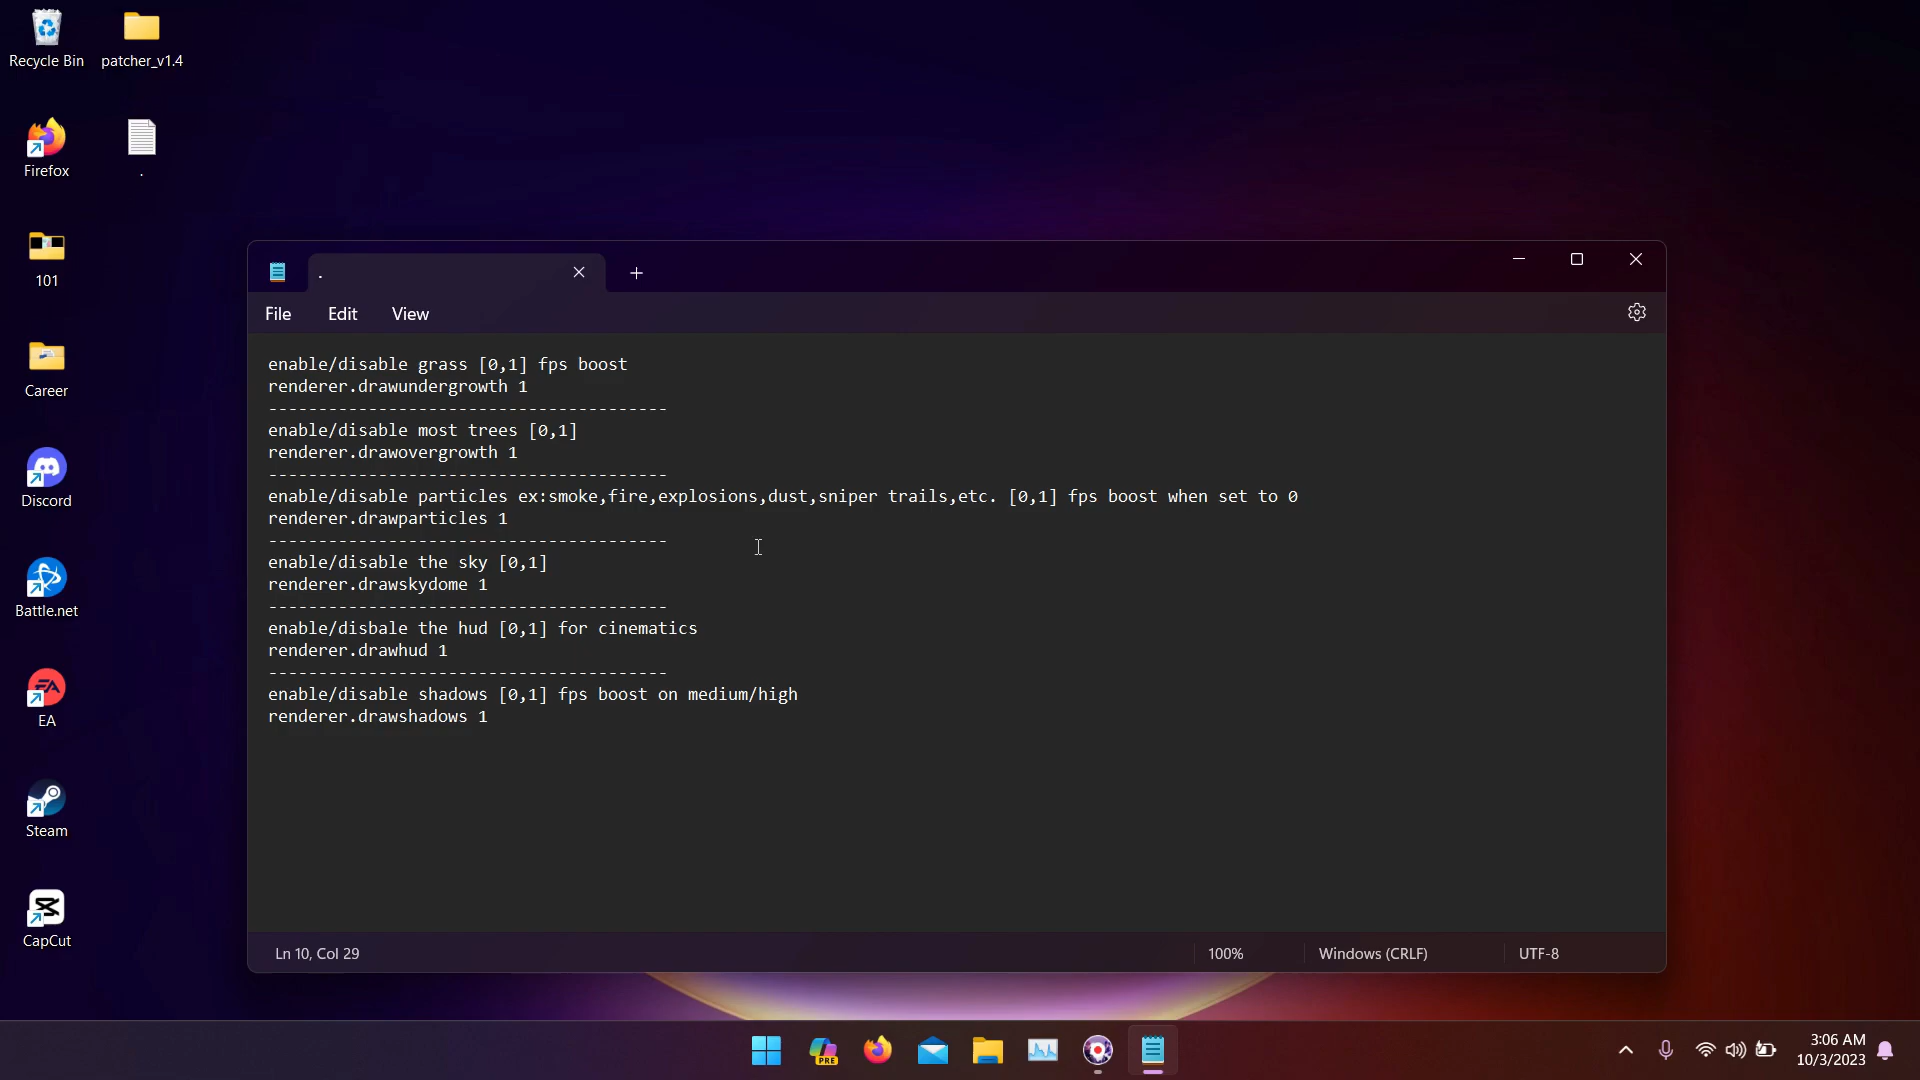 Recycle Bin
patcher_v1.4
Firefox
.
101
Career
Discord
Battle.net
EA
Steam
CapCut
.
File
Edit
View
enable/disable grass [0,1] fps boost
renderer.drawundergrowth 1
----------------------------------------
enable/disable most trees [0,1]
renderer.drawovergrowth 1
----------------------------------------
enable/disable particles ex:smoke,fire,explosions,dust,sniper trails,etc. [0,1] fps boost when set to 0
renderer.drawparticles 1
----------------------------------------
enable/disable the sky [0,1]
renderer.drawskydome 1
----------------------------------------
enable/disbale the hud [0,1] for cinematics
renderer.drawhud 1
----------------------------------------
enable/disable shadows [0,1] fps boost on medium/high
renderer.drawshadows 1
Ln 10, Col 29
100%
Windows (CRLF)
UTF-8
PRE
3:06 AM
10/3/2023